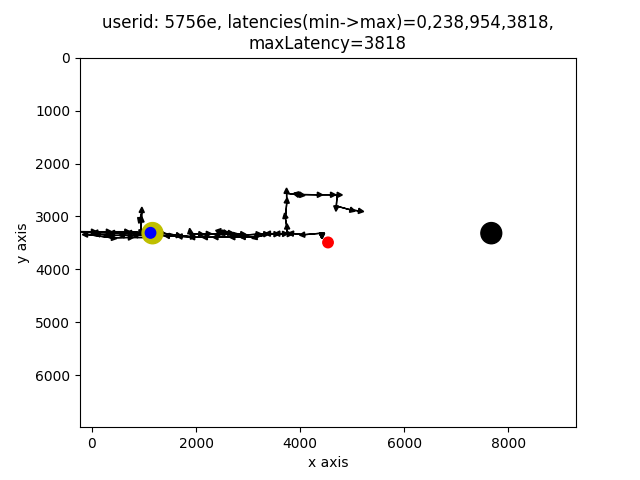 userid: 5756e, latencies(min->max)=0,238,954,3818,
maxLatency=3818
0
1000
2000
3000
4000
5000
6000
y axis
0 2000 4000 6000 8000
x axis